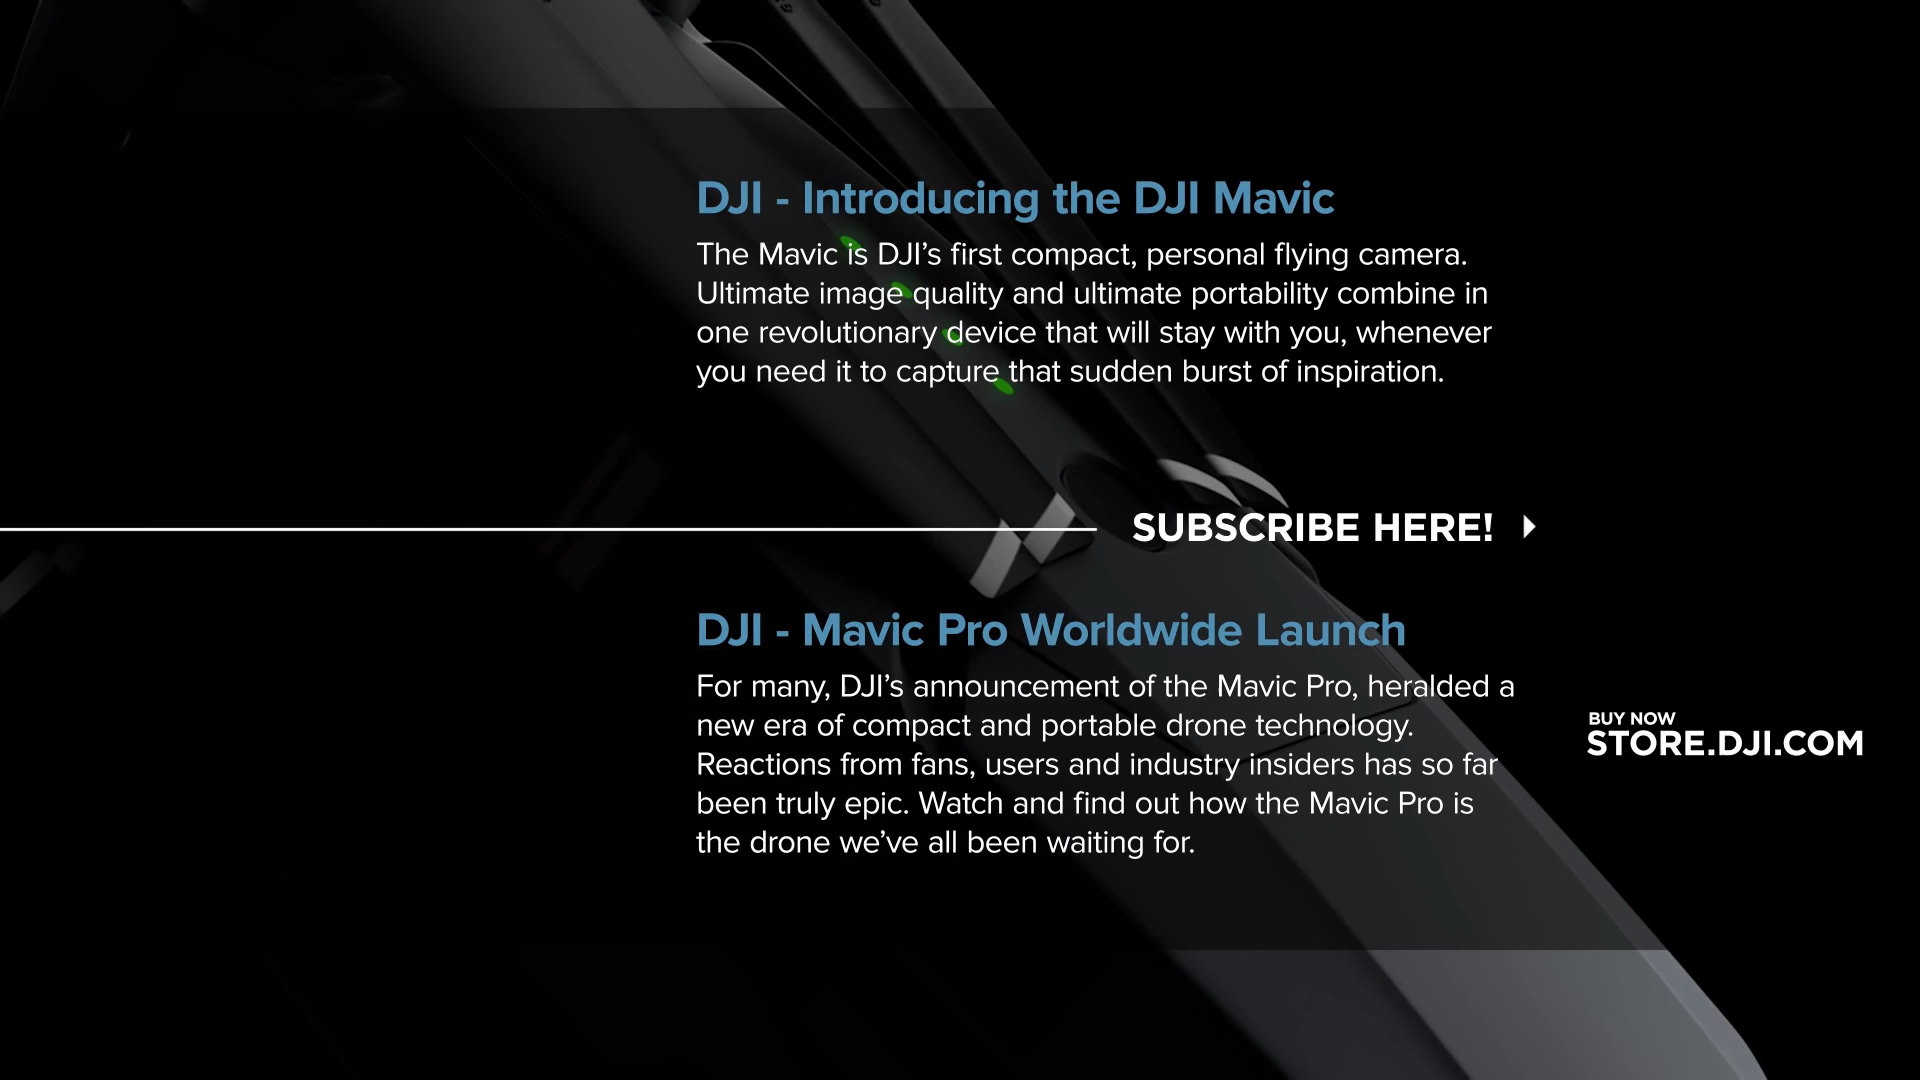 DJI - Introducing the DJI Mavic
The Mavic is DJI’s first compact, personal flying camera.
Ultimate image quality and ultimate portability combine in
one revolutionary device that will stay with you, whenever
you need it to capture that sudden burst of inspiration.
SUBSCRIBE HERE!
DJI - Mavic Pro Worldwide Launch
For many, DJI’s announcement of the Mavic Pro, heralded a
new era of compact and portable drone technology.
Reactions from fans, users and industry insiders has so far
been truly epic. Watch and find out how the Mavic Pro is
the drone we’ve all been waiting for.
BUY NOW
STORE.DJI.COM